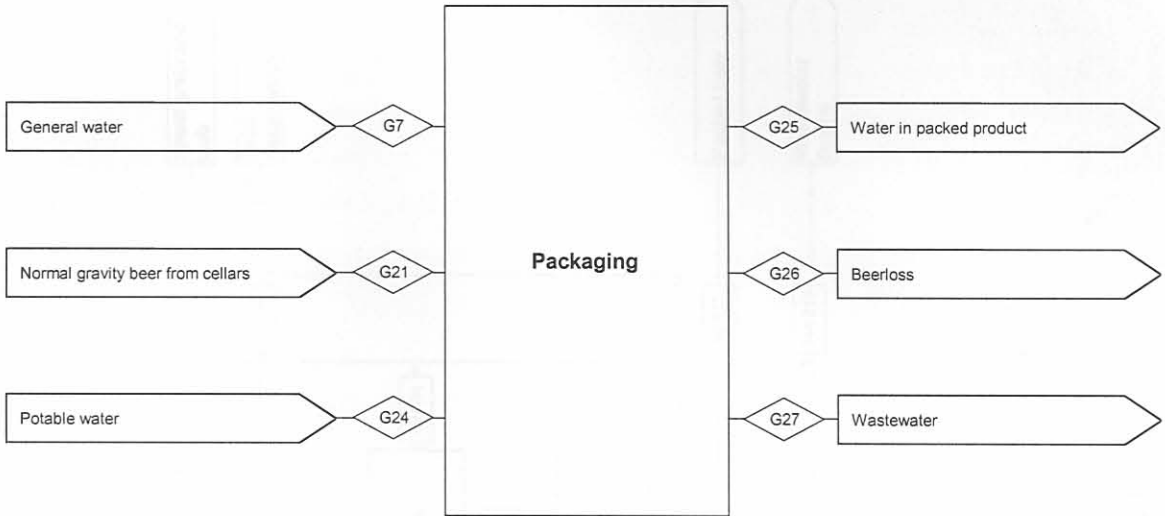 General water
G7
G25
Water in packed product
Normal gravity beer from cellars
G21
Packaging
G26
Beerloss
Potable water
G24
G27
Wastewater